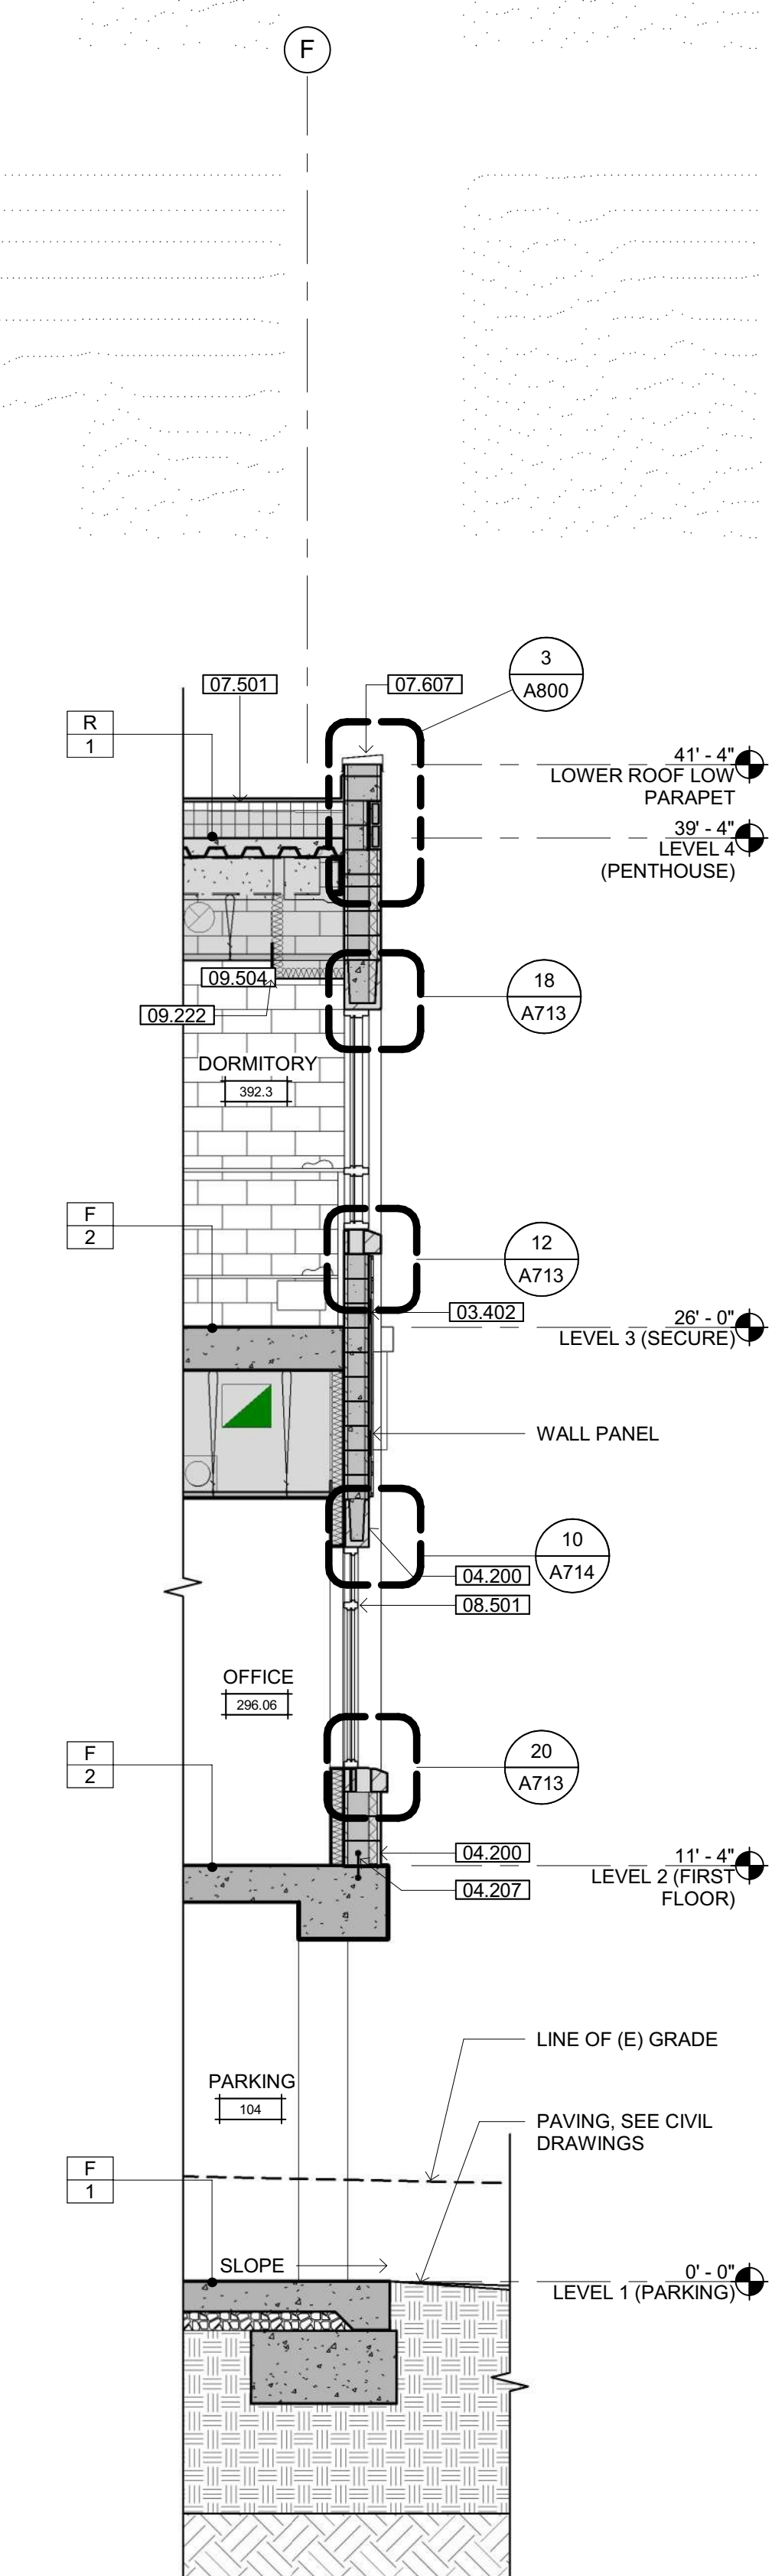 F
3
A800
07.501
07.607
R
1
41' - 4"
LOWER ROOF LOW
PARAPET
39' - 4"
LEVEL 4
(PENTHOUSE)
09.504
18
A713
09.222
DORMITORY
392.3
F
2
12
A713
03.402
26' - 0"
LEVEL 3 (SECURE)
WALL PANEL
10
A714
04.200
08.501
OFFICE
296.06
F
2
20
A713
04.200
11' - 4"
LEVEL 2 (FIRST
FLOOR)
04.207
LINE OF (E) GRADE
PARKING
104
PAVING, SEE CIVIL
DRAWINGS
F
1
SLOPE
0' - 0"
LEVEL 1 (PARKING)